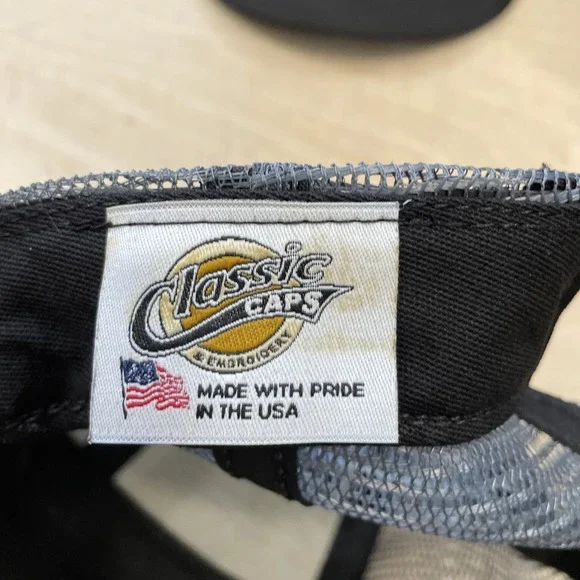 Classic
CAPS
& EMBROIDERY
MADE WITH PRIDE
IN THE USA